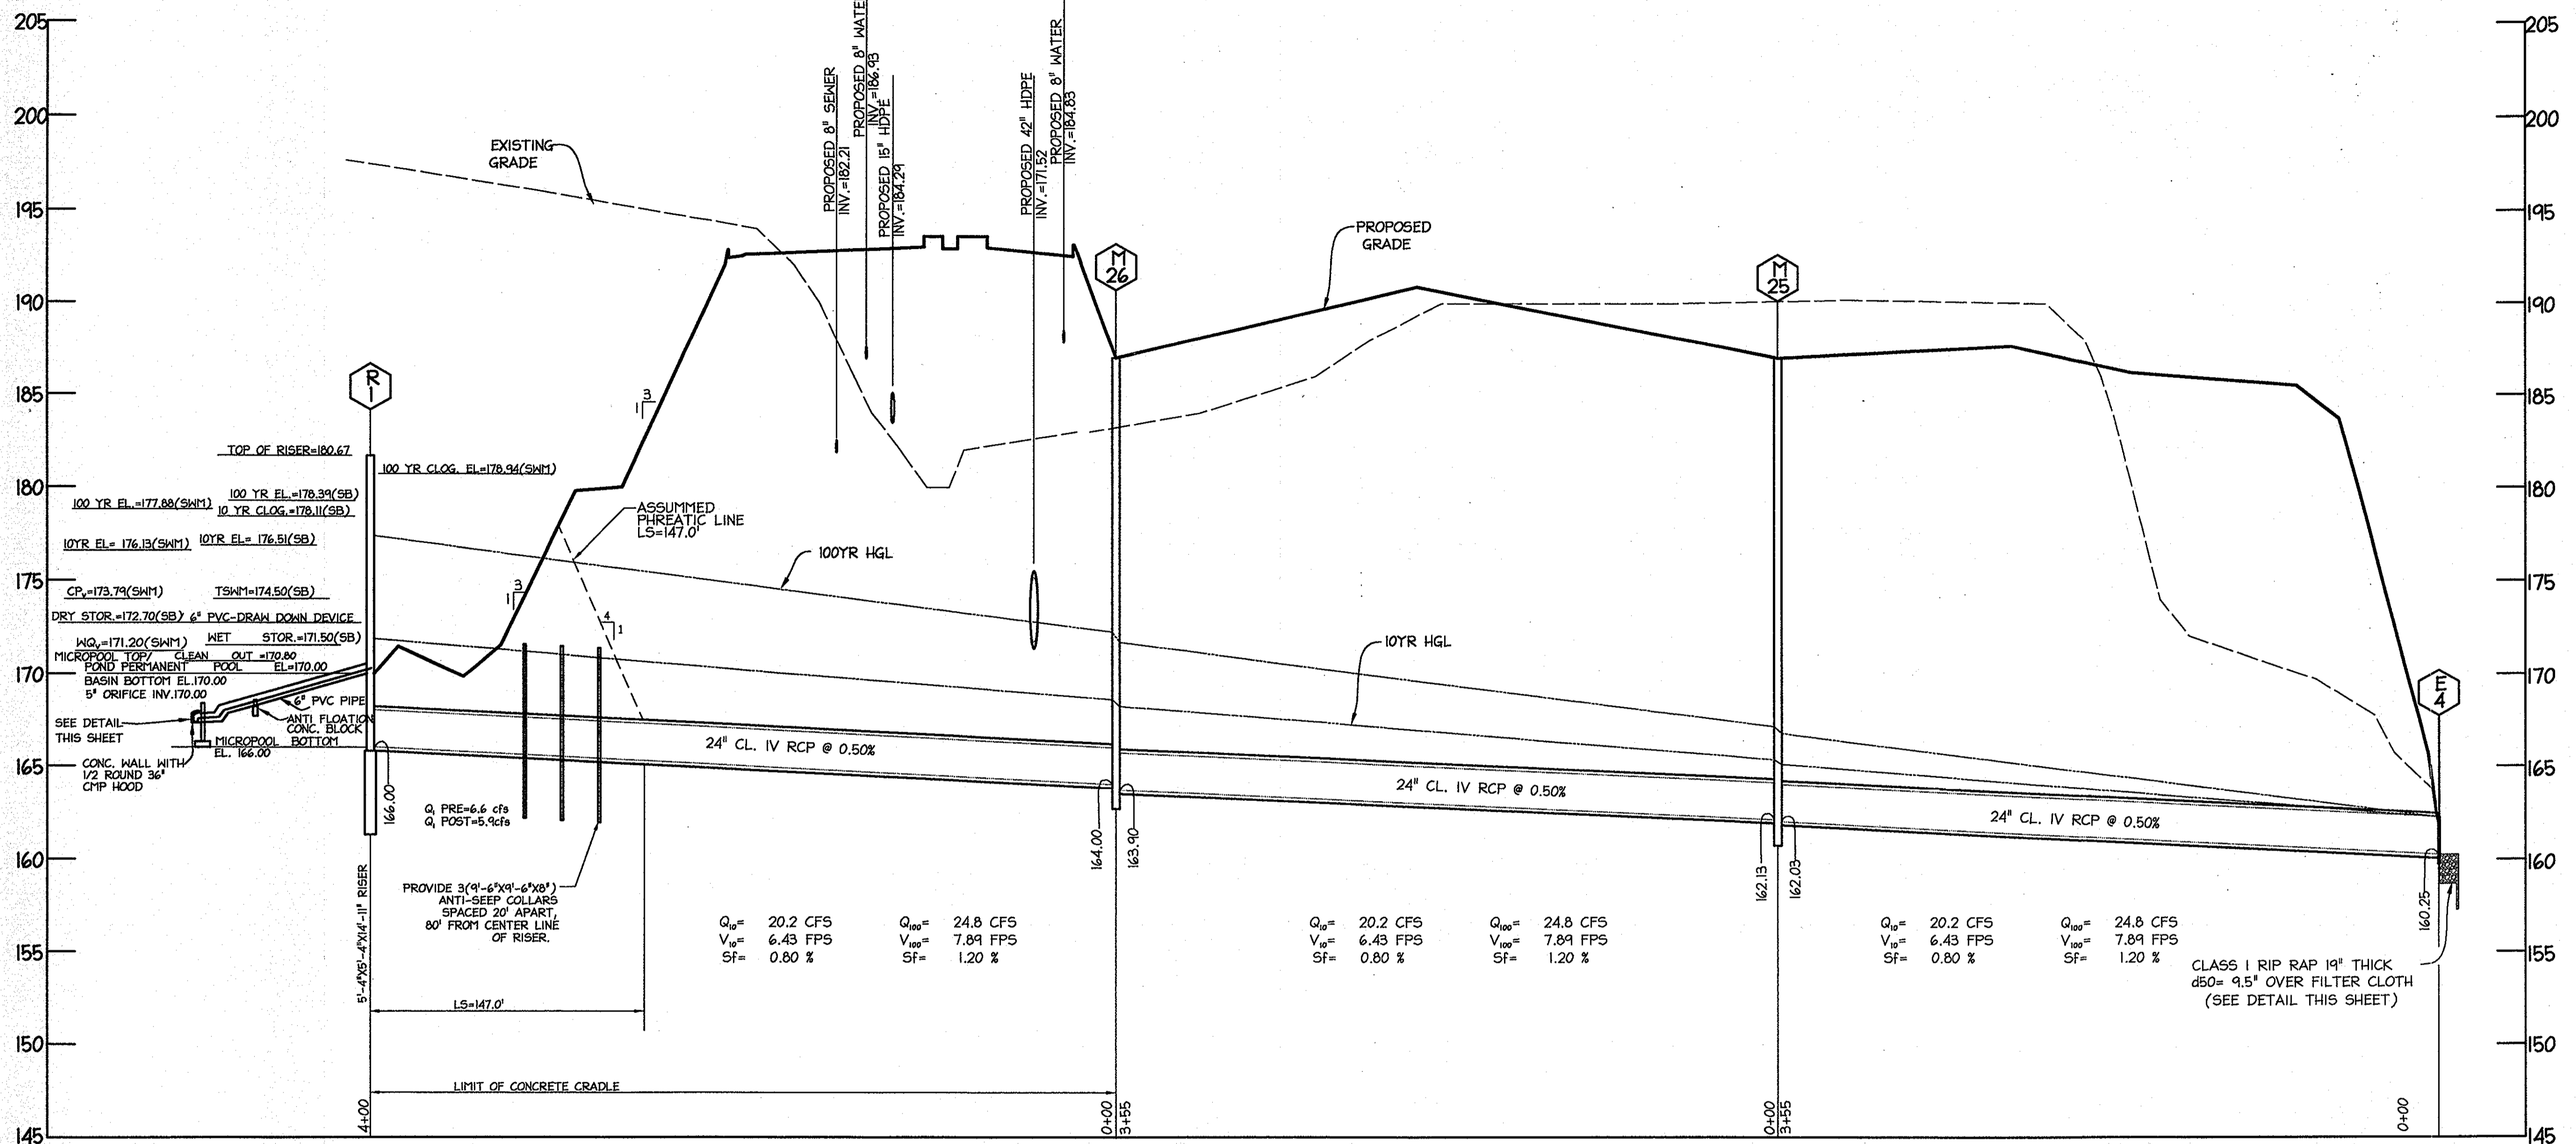 205
200
195
190
185
180
175
170
165
160
155
150
145
205
200
195
190
185
180
175
170
165
160
155
150
145
EXISTING
GRADE
PROPOSED 8" SEWER
INV.=182.21
PROPOSED 8" WATE
INV.=186.93
PROPOSED 15" HDPE
INV.=184.29
PROPOSED 42" HDPE
INV.=171.52
PROPOSED 8" WATER
INV.=184.83
PROPOSED
GRADE
M
26
M
25
R
1
E
4
TOP OF RISER=180.67
100 YR CLOG. EL=178.94(SWM)
100 YR EL.=177.88(SWM)
100 YR EL.=178.39(SB)
10 YR CLOG.=178.11(SB)
10YR EL= 176.13(SWM)
10YR EL= 176.51(SB)
CPv=173.79(SWM)
TSWM=174.50(SB)
DRY STOR.=172.70(SB)
6" PVC-DRAW DOWN DEVICE
WQv=171.20(SWM)
WET STOR.=171.50(SB)
MICROPOOL TOP/ CLEAN OUT =170.80
POND PERMANENT POOL EL=170.00
BASIN BOTTOM EL.170.00
5" ORIFICE INV.170.00
6" PVC PIPE
SEE DETAIL
THIS SHEET
ANTI FLOATION
CONC. BLOCK
MICROPOOL BOTTOM
EL. 166.00
CONC. WALL WITH
1/2 ROUND 36"
CMP HOOD
3
1
3
1
4
1
ASSUMMED
PHREATIC LINE
LS=147.0'
100YR HGL
10YR HGL
24" CL. IV RCP @ 0.50%
24" CL. IV RCP @ 0.50%
24" CL. IV RCP @ 0.50%
166.00
164.00
163.90
162.13
162.03
160.25
Q1 PRE=6.6 cfs
Q1 POST=5.9cfs
PROVIDE 3(9'-6"X9'-6"X8")
ANTI-SEEP COLLARS
SPACED 20' APART,
80' FROM CENTER LINE
OF RISER.
5'-4"X5'-4"X14'-11" RISER
Q10= 20.2 CFS Q100= 24.8 CFS
V10= 6.43 FPS V100= 7.89 FPS
Sf= 0.80 % Sf= 1.20 %
Q10= 20.2 CFS Q100= 24.8 CFS
V10= 6.43 FPS V100= 7.89 FPS
Sf= 0.80 % Sf= 1.20 %
Q10= 20.2 CFS Q100= 24.8 CFS
V10= 6.43 FPS V100= 7.89 FPS
Sf= 0.80 % Sf= 1.20 %
CLASS 1 RIP RAP 19" THICK
d50= 9.5" OVER FILTER CLOTH
(SEE DETAIL THIS SHEET)
LS=147.0'
LIMIT OF CONCRETE CRADLE
4+00
0+00
3+55
0+00
3+55
0+00